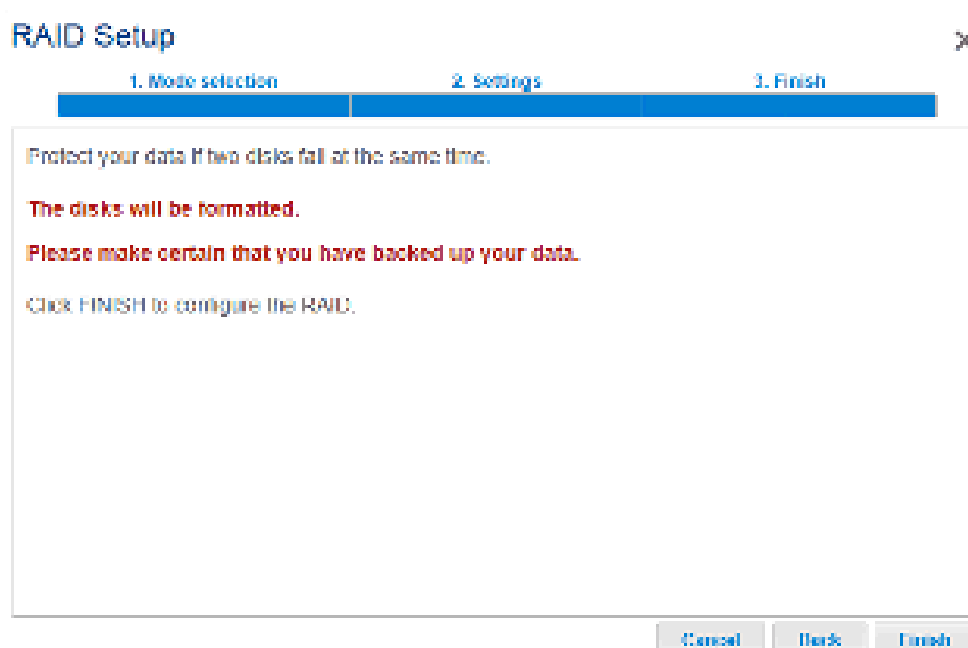 RAID Setup
1. Mode selection 2. Settings 3. Finish
Protect your data if two disks fail at the same time.
The disks will be formatted.
Please make certain that you have backed up your data.
Click FINISH to configure the RAID.
Cancel Back Finish